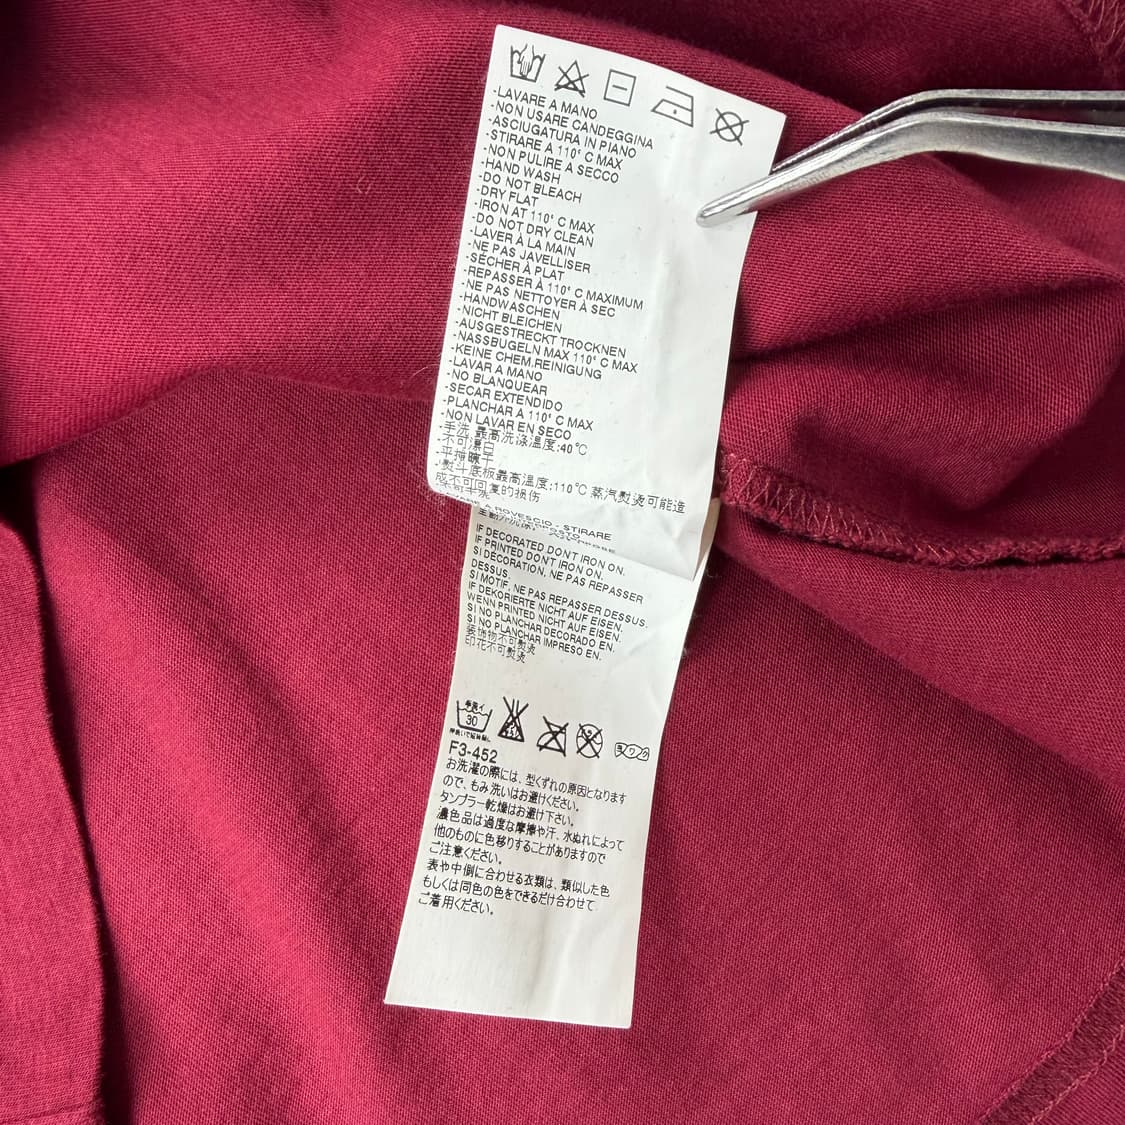 -LAVARE A MANO
-NON USARE CANDEGGINA
-ASCIUGATURA IN PIANO
-STIRARE A 110° C MAX
-NON PULIRE A SECCO
-HAND WASH
-DO NOT BLEACH
-DRY FLAT
-IRON AT 110° C MAX
-DO NOT DRY CLEAN
-LAVER À LA MAIN
-NE PAS JAVELLISER
-SÉCHER À PLAT
-REPASSER À 110° C MAXIMUM
-NE PAS NETTOYER À SEC
-HANDWASCHEN
-NICHT BLEICHEN
-AUSGESTRECKT TROCKNEN
-NASSBUGELN MAX 110° C MAX
-KEINE CHEM.REINIGUNG
-LAVAR A MANO
-NO BLANQUEAR
-SECAR EXTENDIDO
-PLANCHAR A 110° C MAX
-NON LAVAR EN SECO
-手洗 最高洗涤温度:40℃
-不可漂白
-平摊晾干
-熨斗底板最高温度:110℃ 蒸汽熨烫可能造
成不可回复的损伤
A ROVESCIO - STIRARE
IF DECORATED DONT IRON ON.
IF PRINTED DONT IRON ON.
SI DÉCORATION, NE PAS REPASSER
DESSUS.
SI MOTIF, NE PAS REPASSER DESSUS.
IF DEKORIERTE NICHT AUF EISEN.
WENN PRINTED NICHT AUF EISEN.
SI NO PLANCHAR DECORADO EN.
SI NO PLANCHAR IMPRESO EN.
装饰物不可熨烫
印花不可熨烫
手洗イ
30
ヨワク
F3-452
お洗濯の際には、型くずれの原因となります
ので、もみ洗いはお避けください。
タンブラー乾燥はお避け下さい。
濃色品は過度な摩擦や汗、水ぬれによって
他のものに色移りすることがありますので
ご注意ください。
表や中側に合わせる衣類は、類似した色
もしくは同色の色をできるだけ合わせて
ご着用ください。